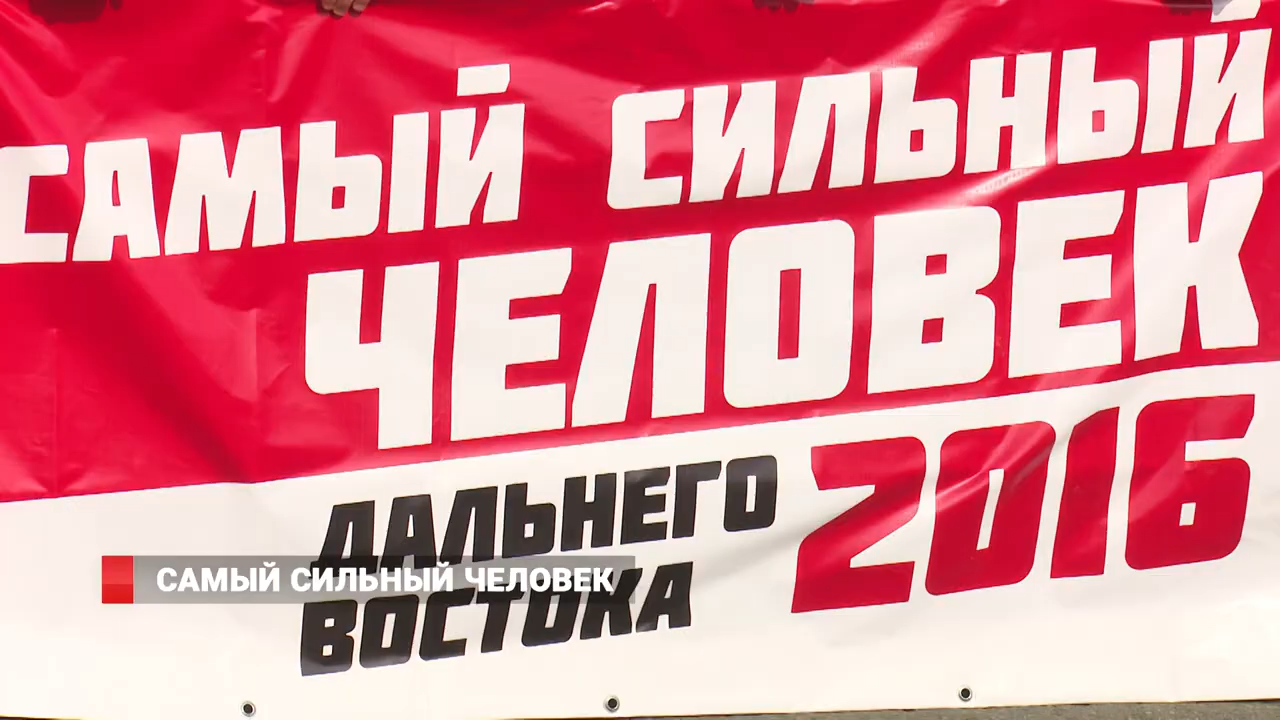 САМЫЙ СИЛЬНЫЙ
ЧЕЛОВЕК
ДАЛЬНЕГО
ВОСТОКА
2016
САМЫЙ СИЛЬНЫЙ ЧЕЛОВЕК